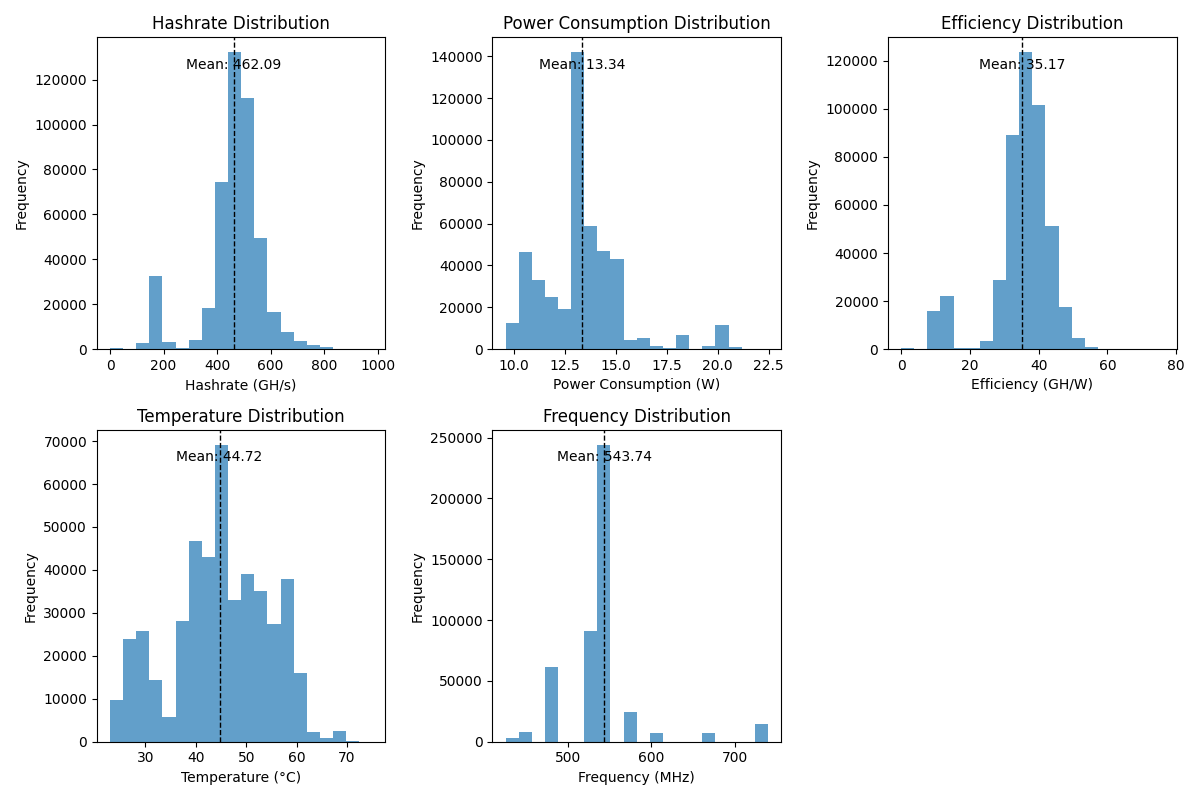 Hashrate Distribution
Mean: 462.09
120000
100000
80000
60000
40000
20000
0
Frequency
0 200 400 600 800 1000
Hashrate (GH/s)
Power Consumption Distribution
Mean: 13.34
140000
120000
100000
80000
60000
40000
20000
0
Frequency
10.0 12.5 15.0 17.5 20.0 22.5
Power Consumption (W)
Efficiency Distribution
Mean: 35.17
120000
100000
80000
60000
40000
20000
0
Frequency
0 20 40 60 80
Efficiency (GH/W)
Temperature Distribution
Mean: 44.72
70000
60000
50000
40000
30000
20000
10000
0
Frequency
30 40 50 60 70
Temperature (°C)
Frequency Distribution
Mean: 543.74
250000
200000
150000
100000
50000
0
Frequency
500 600 700
Frequency (MHz)